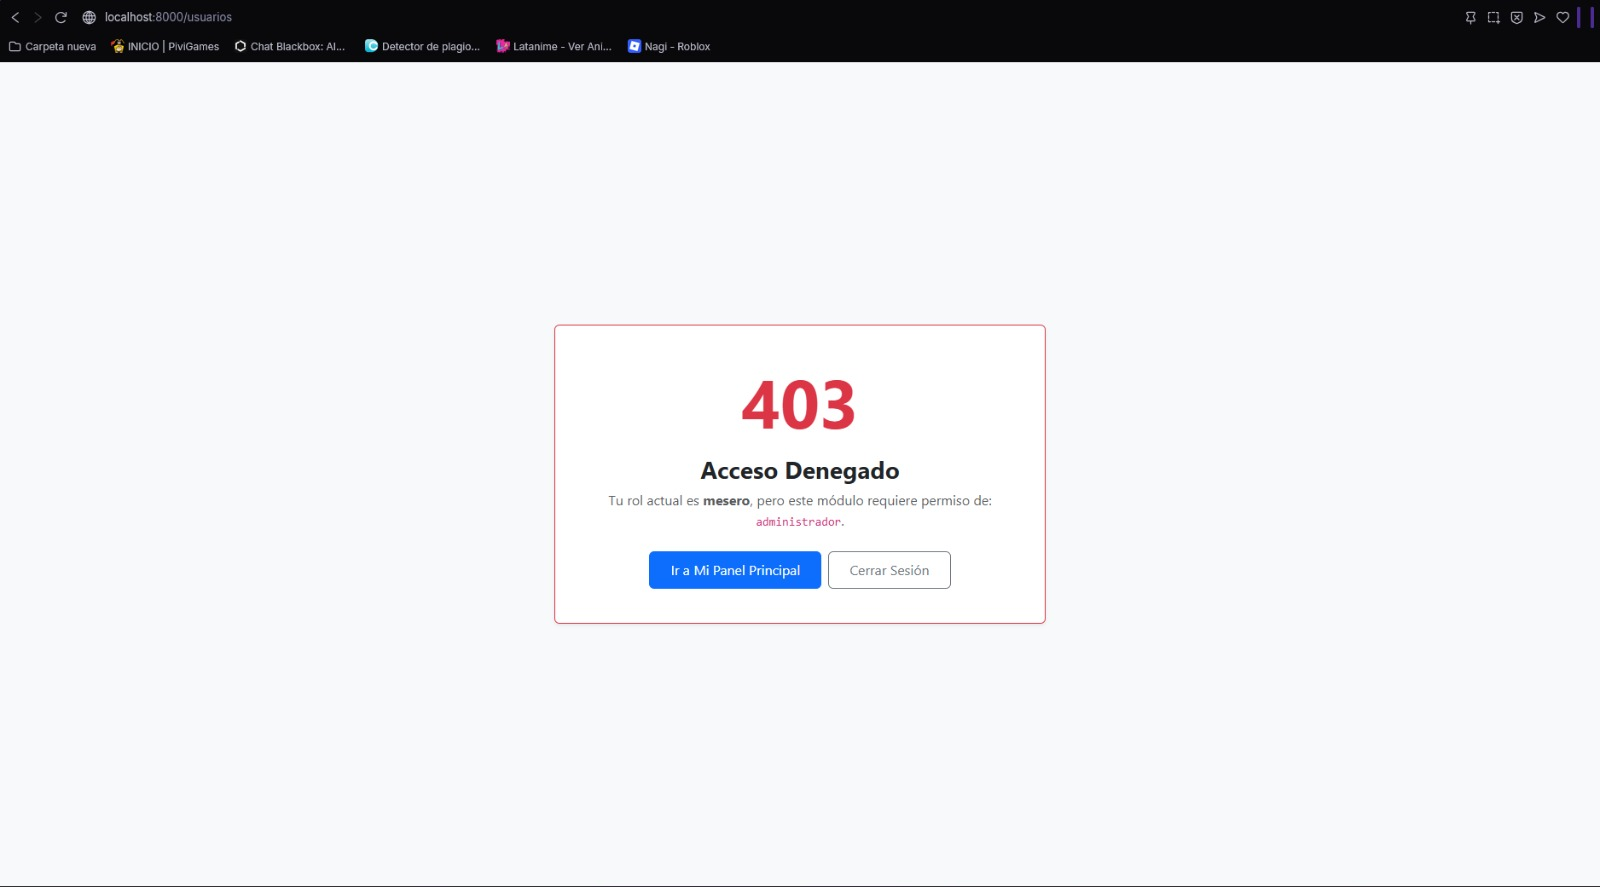 localhost:8000/usuarios
Carpeta nueva
INICIO | PiviGames
Chat Blackbox: AI...
Detector de plagio...
Latanime - Ver Ani...
Nagi - Roblox
403
Acceso Denegado
Tu rol actual es mesero, pero este módulo requiere permiso de:
administrador.
Ir a Mi Panel Principal
Cerrar Sesión